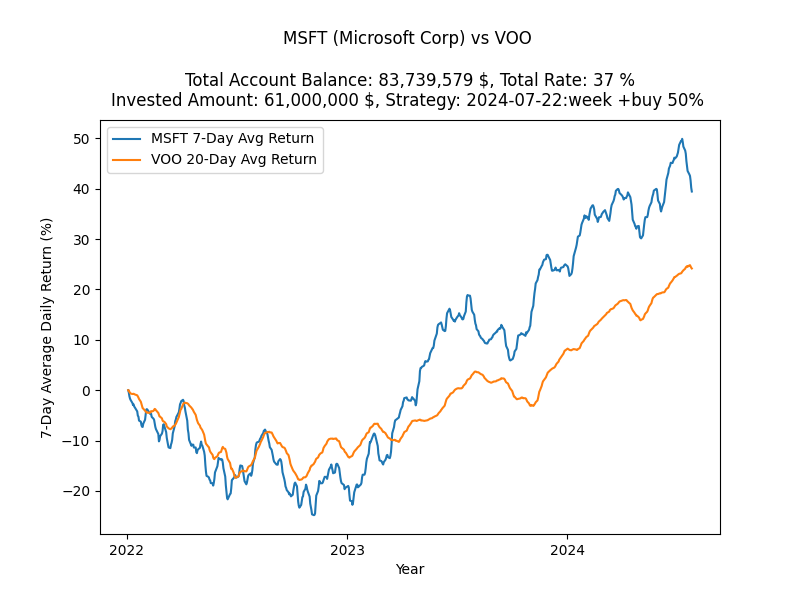 MSFT (Microsoft Corp) vs VOO
Total Account Balance: 83,739,579 $, Total Rate: 37 %
Invested Amount: 61,000,000 $, Strategy: 2024-07-22:week +buy 50%
MSFT 7-Day Avg Return
VOO 20-Day Avg Return
7-Day Average Daily Return (%)
50
40
30
20
10
0
−10
−20
2022
2023
2024
Year